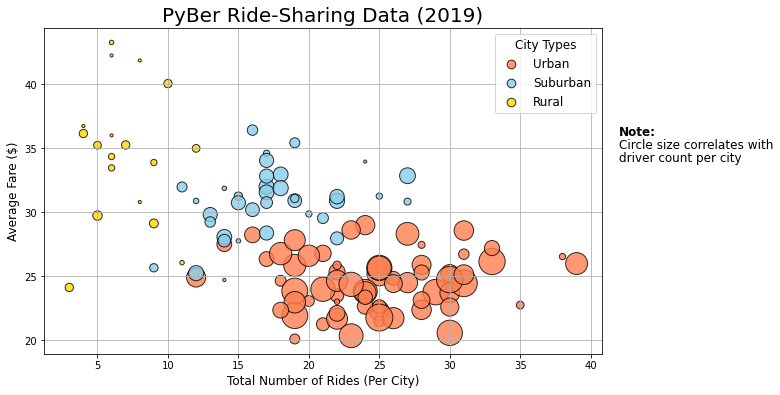 PyBer Ride-Sharing Data (2019)
City Types
Urban
Suburban
Rural
Note:
Circle size correlates with
driver count per city
Average Fare ($)
40
35
30
25
20
5 10 15 20 25 30 35 40
Total Number of Rides (Per City)